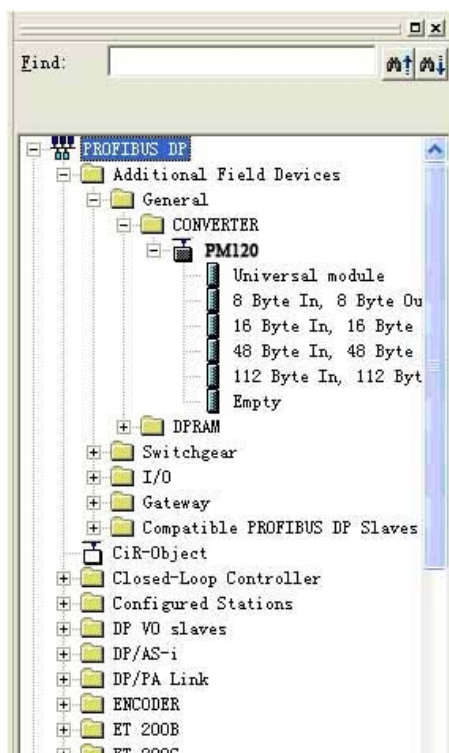 Find:
PROFIBUS DP
Additional Field Devices
General
CONVERTER
PM120
Universal module
8 Byte In, 8 Byte Ou
16 Byte In, 16 Byte
48 Byte In, 48 Byte
112 Byte In, 112 Byt
Empty
DPRAM
Switchgear
I/O
Gateway
Compatible PROFIBUS DP Slaves
CiR-Object
Closed-Loop Controller
Configured Stations
DP V0 slaves
DP/AS-i
DP/PA Link
ENCODER
ET 200B